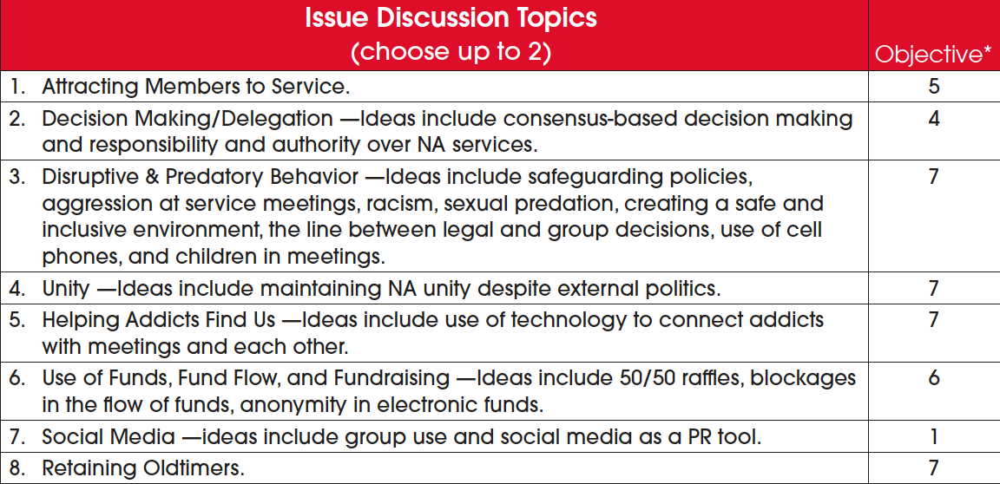 Issue Discussion Topics
(choose up to 2)
Objective*
1. Attracting Members to Service.
5
2. Decision Making/Delegation —Ideas include consensus-based decision making
4
and responsibility and authority over NA services.
3. Disruptive & Predatory Behavior —Ideas include safeguarding policies,
7
aggression at service meetings, racism, sexual predation, creating a safe and
inclusive environment, the line between legal and group decisions, use of cell
phones, and children in meetings.
4. Unity —Ideas include maintaining NA unity despite external politics.
7
5. Helping Addicts Find Us —Ideas include use of technology to connect addicts
7
with meetings and each other.
6. Use of Funds, Fund Flow, and Fundraising —Ideas include 50/50 raffles, blockages
6
in the flow of funds, anonymity in electronic funds.
7. Social Media —ideas include group use and social media as a PR tool.
1
8. Retaining Oldtimers.
7